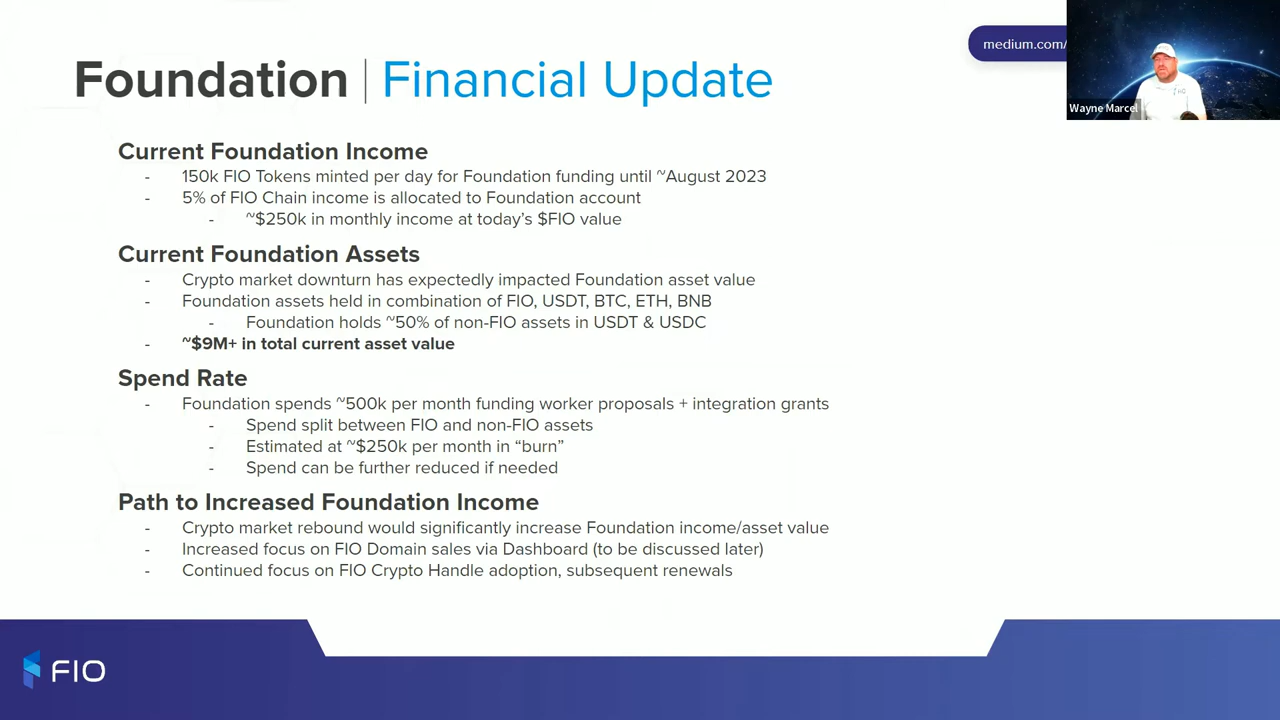 medium.com/
Foundation | Financial Update
Wayne Marcel
Current Foundation Income
- 150k FIO Tokens minted per day for Foundation funding until ~August 2023
- 5% of FIO Chain income is allocated to Foundation account
- ~$250k in monthly income at today's $FIO value
Current Foundation Assets
- Crypto market downturn has expectedly impacted Foundation asset value
- Foundation assets held in combination of FIO, USDT, BTC, ETH, BNB
- Foundation holds ~50% of non-FIO assets in USDT & USDC
- ~$9M+ in total current asset value
Spend Rate
- Foundation spends ~500k per month funding worker proposals + integration grants
- Spend split between FIO and non-FIO assets
- Estimated at ~$250k per month in “burn”
- Spend can be further reduced if needed
Path to Increased Foundation Income
- Crypto market rebound would significantly increase Foundation income/asset value
- Increased focus on FIO Domain sales via Dashboard (to be discussed later)
- Continued focus on FIO Crypto Handle adoption, subsequent renewals
FIO